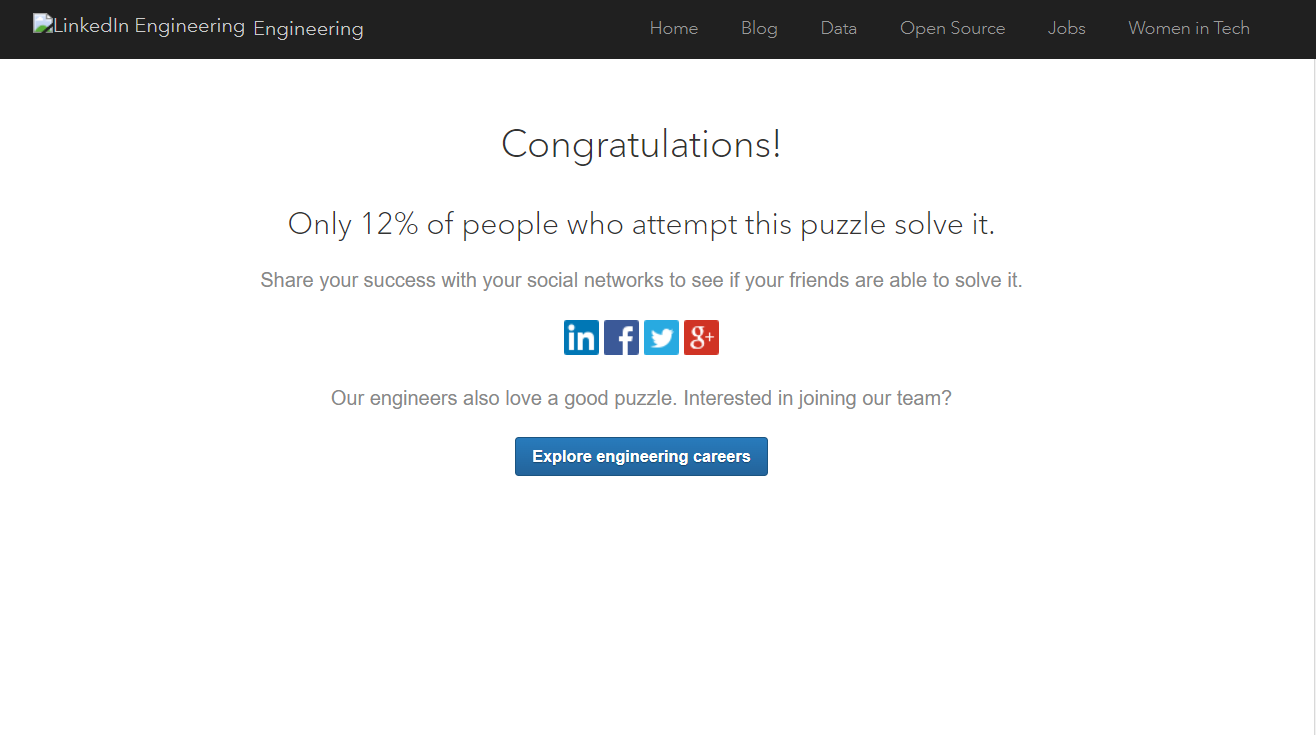 LinkedIn Engineering Engineering Home Blog Data Open Source Jobs Women in Tech
Congratulations!
Only 12% of people who attempt this puzzle solve it.
Share your success with your social networks to see if your friends are able to solve it.
in f g+
Our engineers also love a good puzzle. Interested in joining our team?
Explore engineering careers